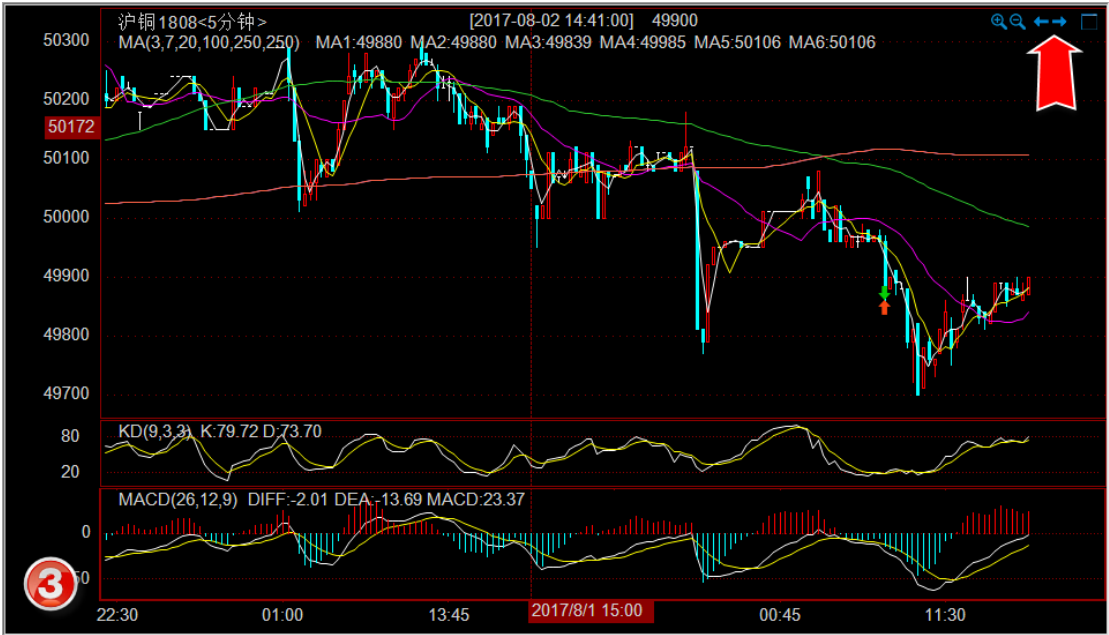 沪铜1808<5分钟> [2017-08-02 14:41:00] 49900
MA(3,7,20,100,250,250) MA1:49880 MA2:49880 MA3:49839 MA4:49985 MA5:50106 MA6:50106
50300
50200
50172
50100
50000
49900
49800
49700
KD(9,3,3) K:79.72 D:73.70
80
20
MACD(26,12,9) DIFF:-2.01 DEA:-13.69 MACD:23.37
0
50
3
22:30 01:00 13:45 2017/8/1 15:00 00:45 11:30